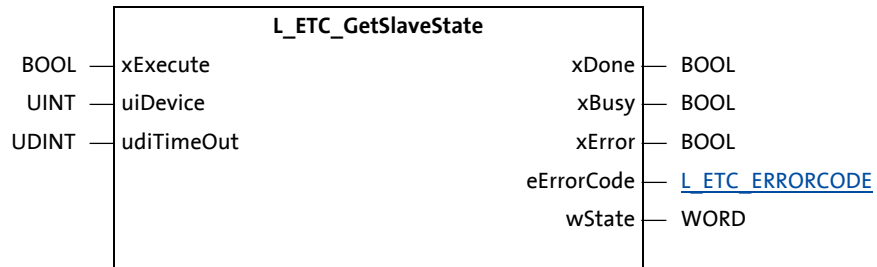 L_ETC_GetSlaveState
BOOL xExecute xDone BOOL
UINT uiDevice xBusy BOOL
UDINT udiTimeOut xError BOOL
eErrorCode L_ETC_ERRORCODE
wState WORD